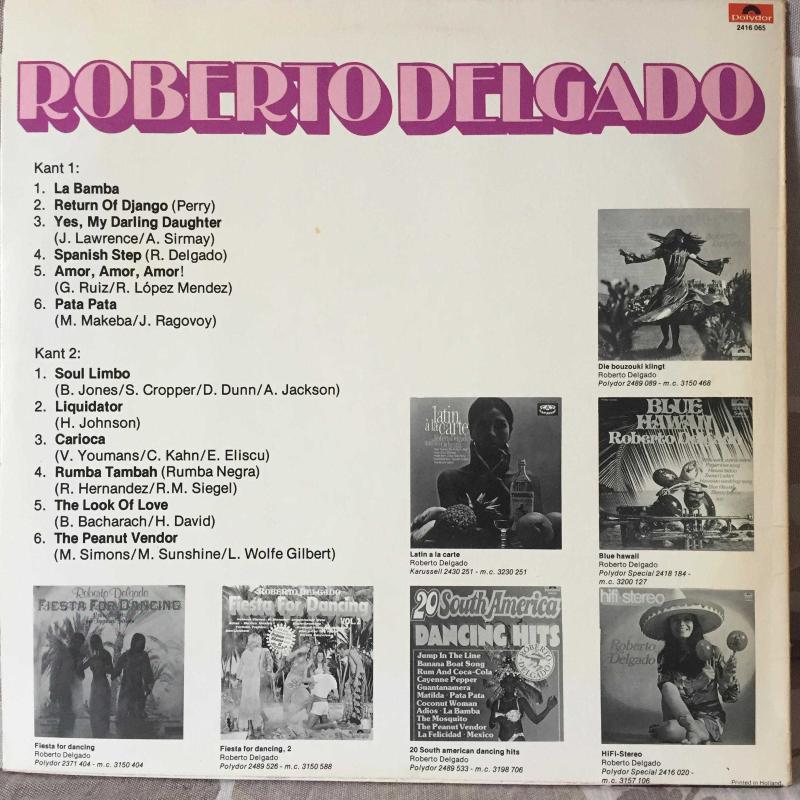 Polydor
2416 065
ROBERTO DELGADO
Kant 1:
1. La Bamba
2. Return Of Django (Perry)
3. Yes, My Darling Daughter
(J. Lawrence/A. Sirmay)
4. Spanish Step (R. Delgado)
5. Amor, Amor, Amor!
(G. Ruiz/R. López Mendez)
6. Pata Pata
(M. Makeba/J. Ragovoy)
Kant 2:
1. Soul Limbo
(B. Jones/S. Cropper/D. Dunn/A. Jackson)
2. Liquidator
(H. Johnson)
3. Carioca
(V. Youmans/C. Kahn/E. Eliscu)
4. Rumba Tambah (Rumba Negra)
(R. Hernandez/R.M. Siegel)
5. The Look Of Love
(B. Bacharach/H. David)
6. The Peanut Vendor
(M. Simons/M. Sunshine/L. Wolfe Gilbert)
Die bouzouki klingt
Roberto Delgado
Polydor 2489 089 - m.c. 3150 468
latin
à la carte
Latin a la carte
Roberto Delgado
Karussell 2430 251 - m.c. 3230 251
BLUE
HAWAII
Roberto Delgado
Blue hawaii
Roberto Delgado
Polydor Special 2418 184 -
m.c. 3200 127
Roberto Delgado
FIESTA FOR DANCING
Fiesta for dancing
Roberto Delgado
Polydor 2371 404 - m.c. 3150 404
ROBERTO DELGADO
Fiesta For Dancing
VOL.2
Fiesta for dancing, 2
Roberto Delgado
Polydor 2489 526 - m.c. 3150 588
20 South America
DANCING HITS
Jump In The Line
Banana Boat Song
Rum And Coca-Cola
Cayenne Pepper
Guantanamera
Matilda · Pata Pata
Coconut Woman
Adios · La Bamba
The Mosquito
The Peanut Vendor
La Felicidad · Mexico
ROBERTO DELGADO
20 South american dancing hits
Roberto Delgado
Polydor 2489 533 - m.c. 3198 706
hifi-stereo
Roberto
Delgado
HiFi-Stereo
Roberto Delgado
Polydor Special 2416 020 -
m.c. 3157 106
Printed in Holland